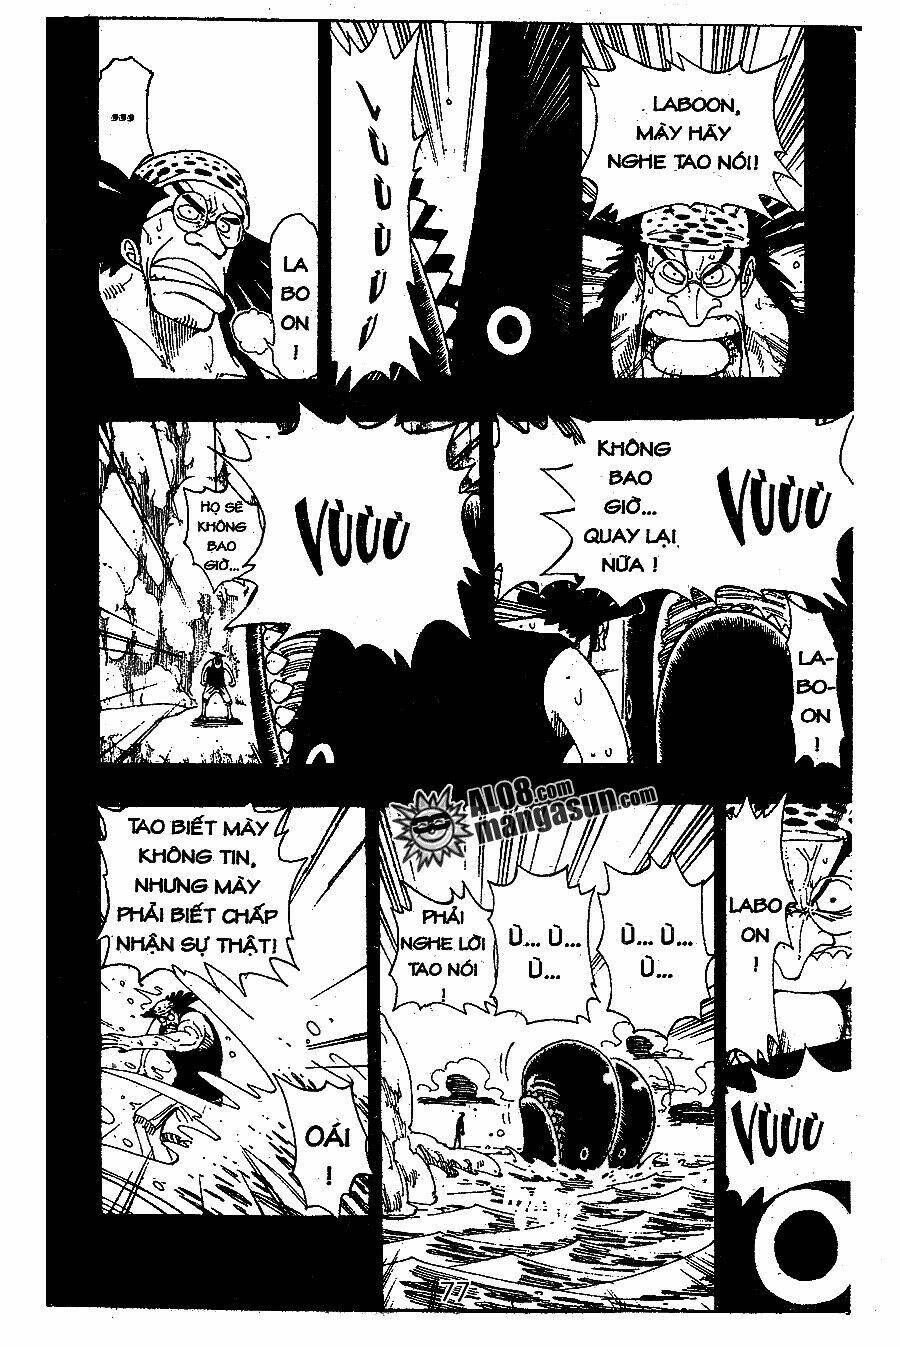 LABOON,
MÀY HÃY
NGHE TAO NÓI!
,,,,
LA
BO
ON
!
VÙÙÙ
KHÔNG
BAO
GIỜ...
QUAY LẠI
NỮA !
LA-
BO-
ON
!
VÙÙÙ
HỌ SẼ
KHÔNG
BAO
GIỜ...
LABO
ON
!
VÙÙÙ
Ù... Ù...
Ù...
Ù... Ù...
Ù...
PHẢI
NGHE LỜI
TAO NÓI
!
TAO BIẾT MÀY
KHÔNG TIN,
NHƯNG MÀY
PHẢI BIẾT CHẤP
NHẬN SỰ THẬT!
OÁI
!
AL08.com
mangasun.com
77